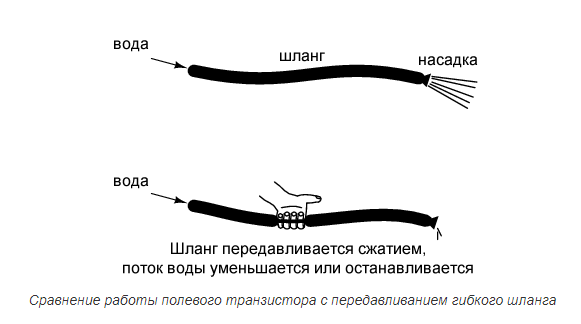 вода
шланг
насадка
вода
Шланг передавливается сжатием,
поток воды уменьшается или останавливается
Сравнение работы полевого транзистора с передавливанием гибкого шланга